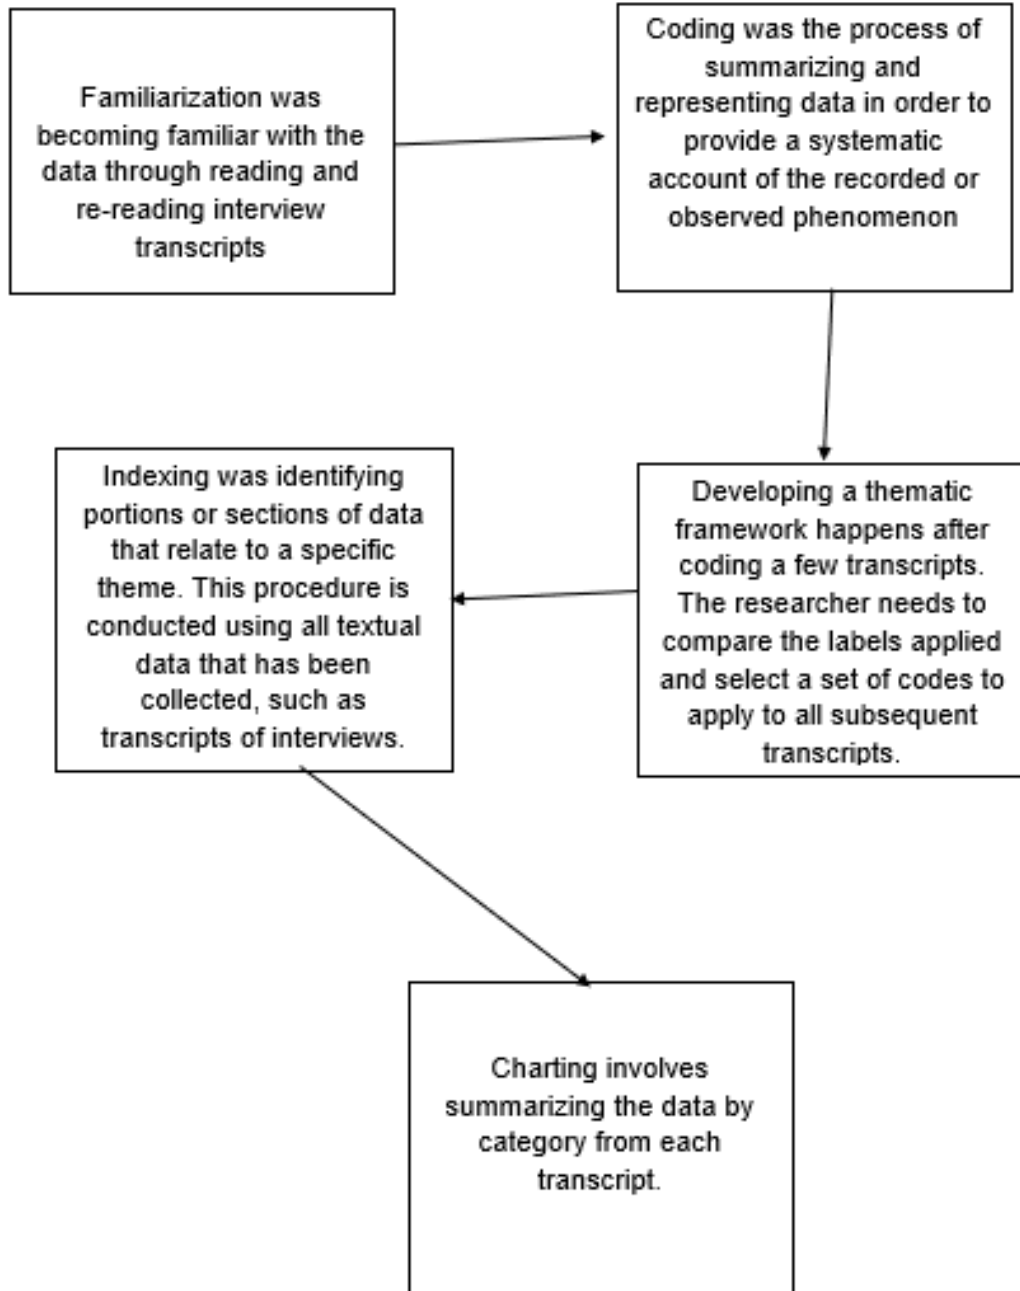 Familiarization was
becoming familiar with the
data through reading and
re-reading interview
transcripts
Coding was the process of
summarizing and
representing data in order to
provide a systematic
account of the recorded or
observed phenomenon
Developing a thematic
framework happens after
coding a few transcripts.
The researcher needs to
compare the labels applied
and select a set of codes to
apply to all subsequent
transcripts.
Indexing was identifying
portions or sections of data
that relate to a specific
theme. This procedure is
conducted using all textual
data that has been
collected, such as
transcripts of interviews.
Charting involves
summarizing the data by
category from each
transcript.